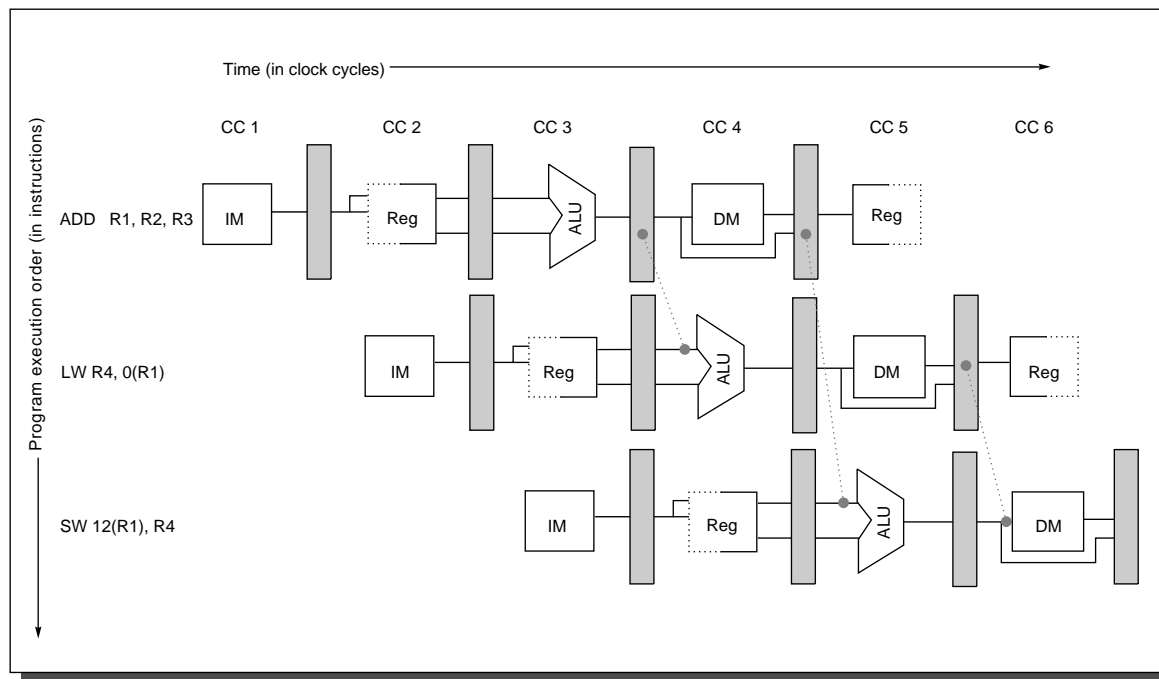 Time (in clock cycles)
CC 1 CC 2 CC 3 CC 4 CC 5 CC 6
Program execution order (in instructions)
ADD R1, R2, R3 IM Reg ALU DM Reg
LW R4, 0(R1) IM Reg ALU DM Reg
SW 12(R1), R4 IM Reg ALU DM